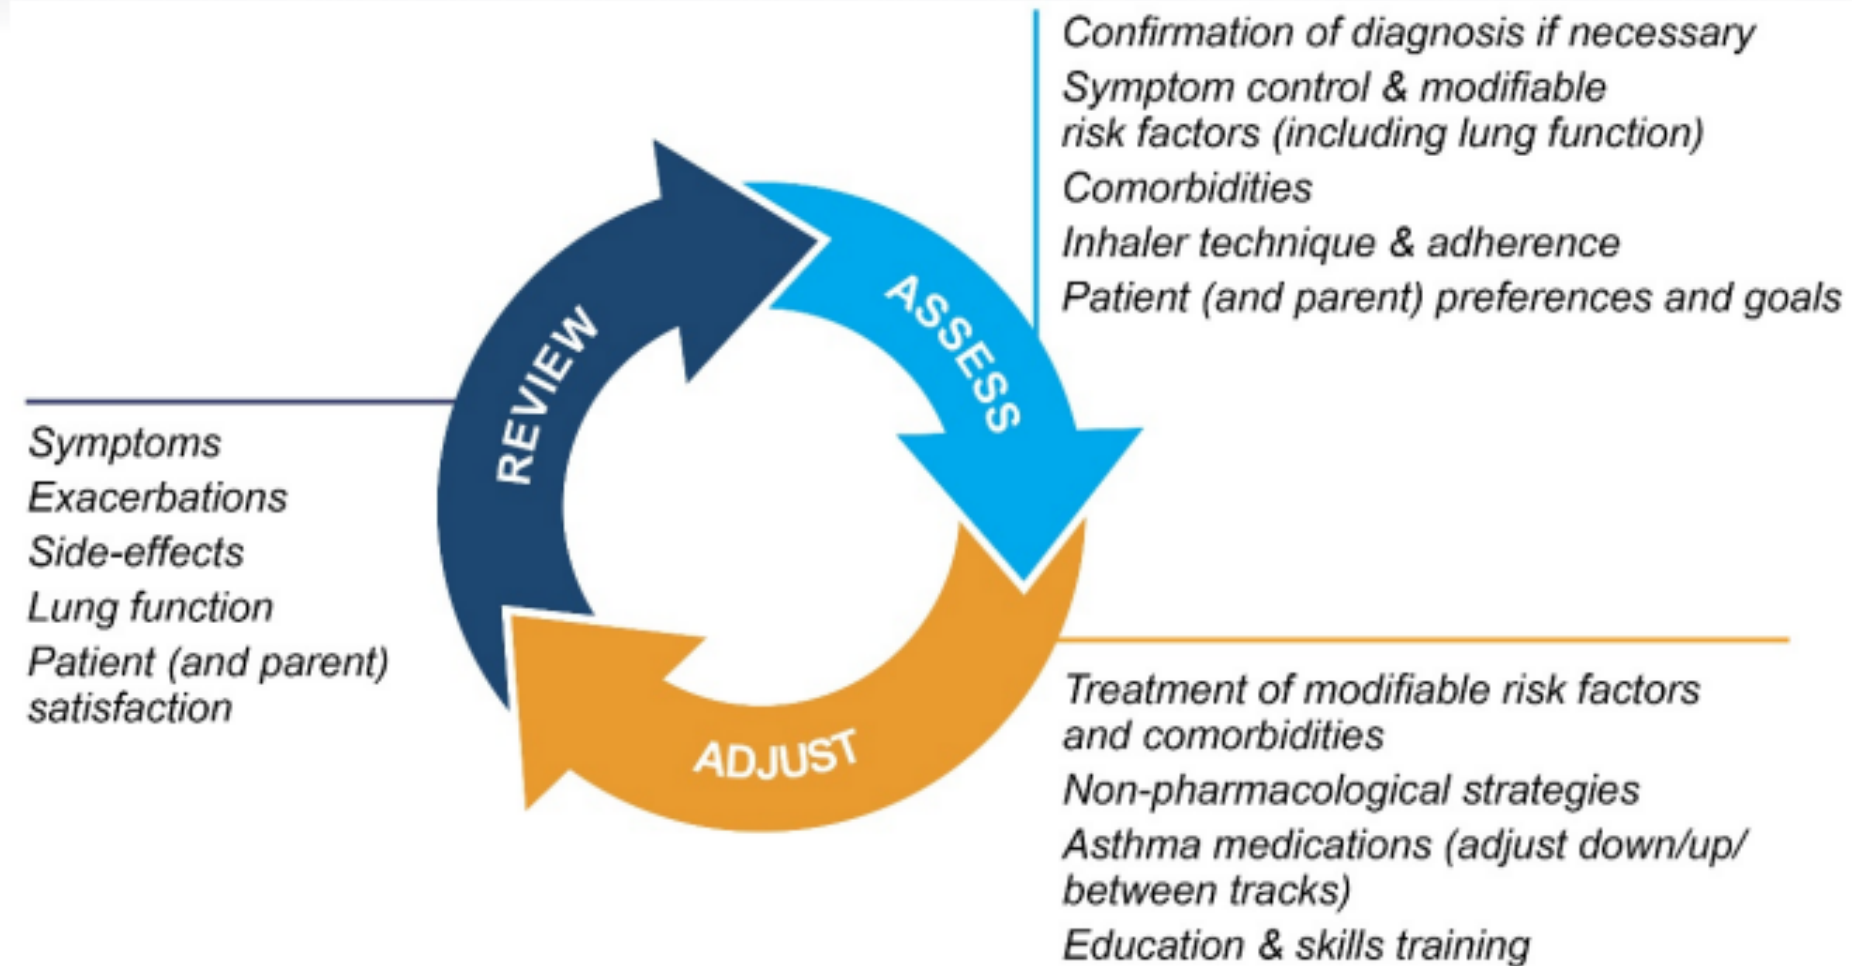 Confirmation of diagnosis if necessary
Symptom control & modifiable
risk factors (including lung function)
Comorbidities
Inhaler technique & adherence
Patient (and parent) preferences and goals
ASSESS
REVIEW
Symptoms
Exacerbations
Side-effects
Lung function
Patient (and parent)
satisfaction
ADJUST
Treatment of modifiable risk factors
and comorbidities
Non-pharmacological strategies
Asthma medications (adjust down/up/
between tracks)
Education & skills training